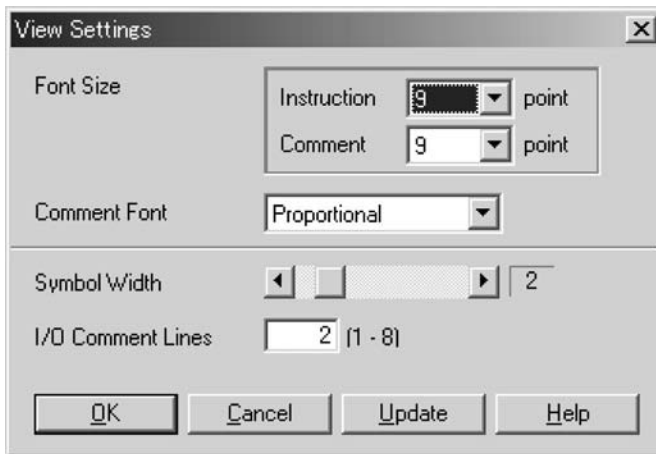 View Settings
Font Size
Instruction 9 point
Comment 9 point
Comment Font Proportional
Symbol Width 2
I/O Comment Lines 2 (1 - 8)
OK Cancel Update Help